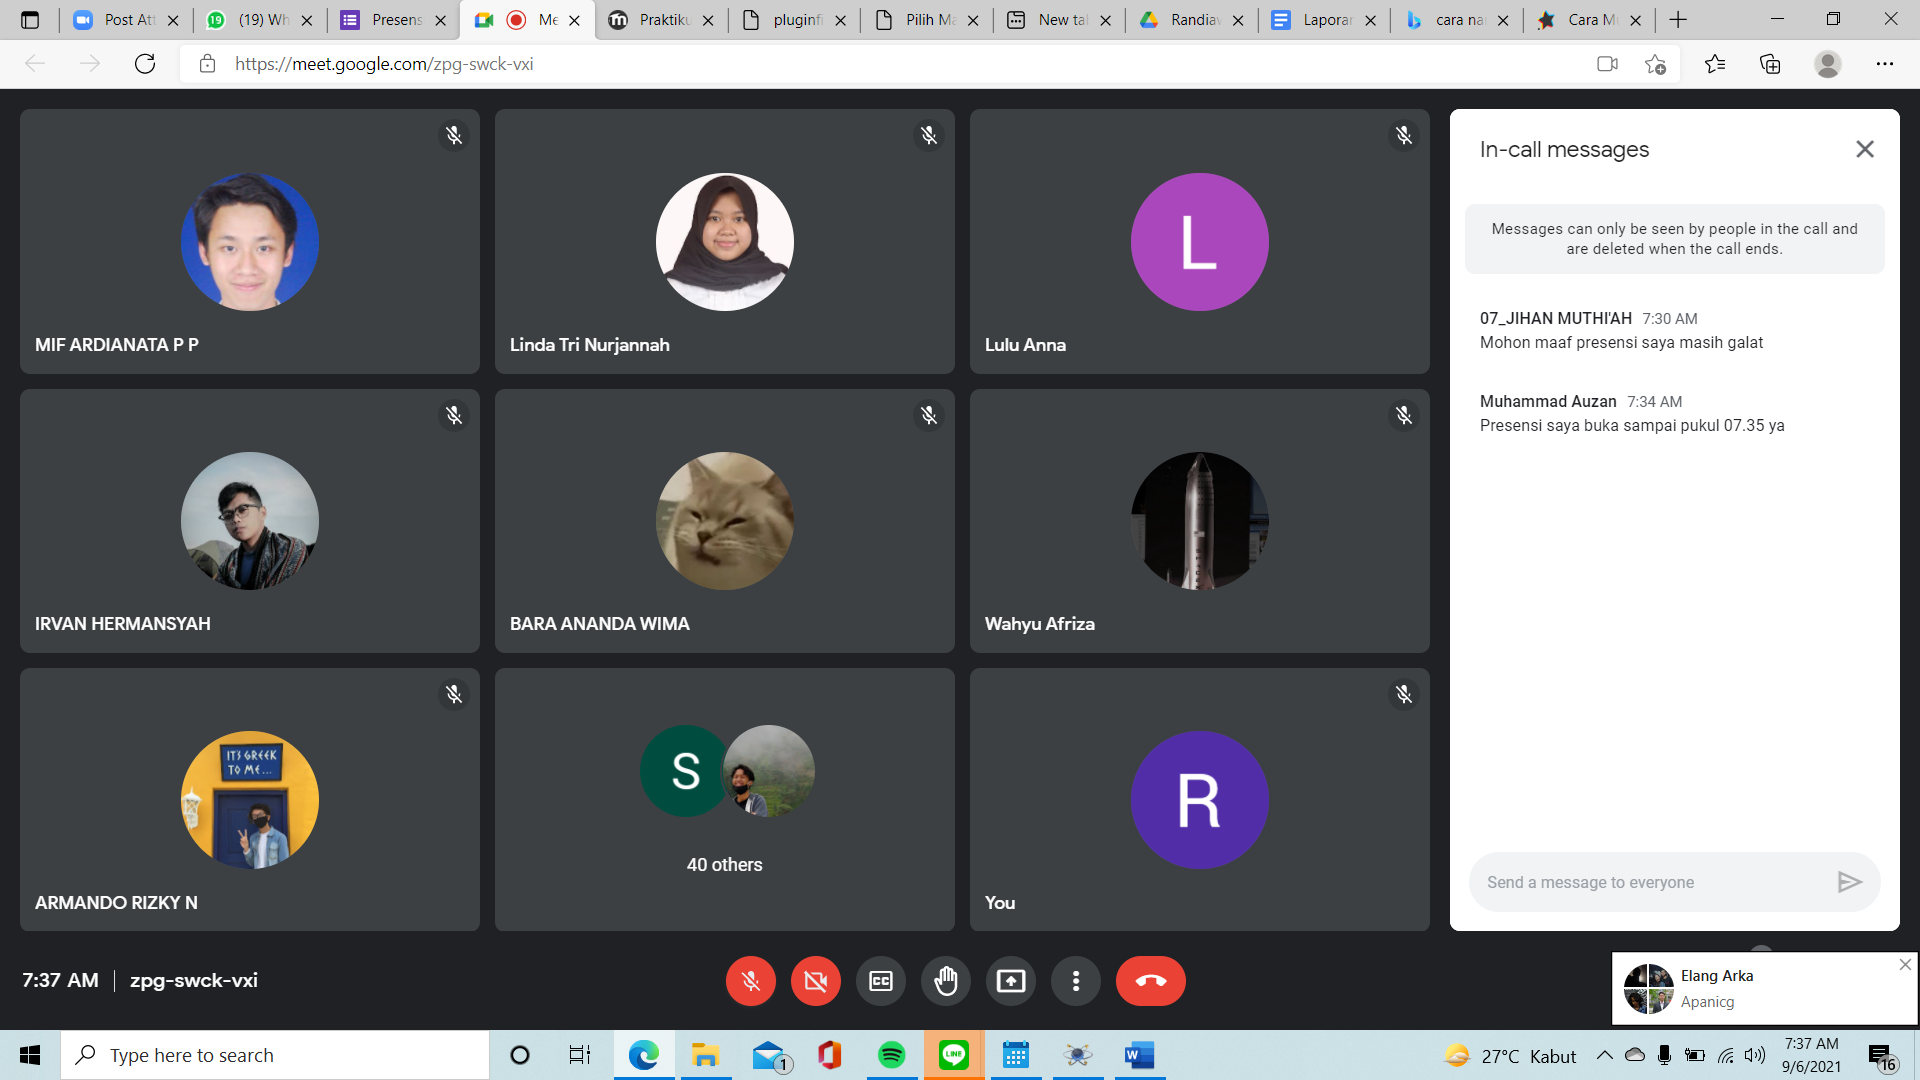 Post Att
(19) Wh
Presens
Me
Praktiku
pluginfi
Pilih Ma
New tab
Randiav
Laporan
cara nar
Cara M
https://meet.google.com/zpg-swck-vxi
MIF ARDIANATA P P
Linda Tri Nurjannah
L
Lulu Anna
IRVAN HERMANSYAH
BARA ANANDA WIMA
Wahyu Afriza
IT'S GREEK
TO ME...
ARMANDO RIZKY N
S
40 others
R
You
In-call messages
Messages can only be seen by people in the call and
are deleted when the call ends.
07_JIHAN MUTHI'AH 7:30 AM
Mohon maaf presensi saya masih galat
Muhammad Auzan 7:34 AM
Presensi saya buka sampai pukul 07.35 ya
Send a message to everyone
7:37 AM | zpg-swck-vxi
Elang Arka
Apanicg
Type here to search
1
LINE
W
27°C Kabut
7:37 AM
9/6/2021
16